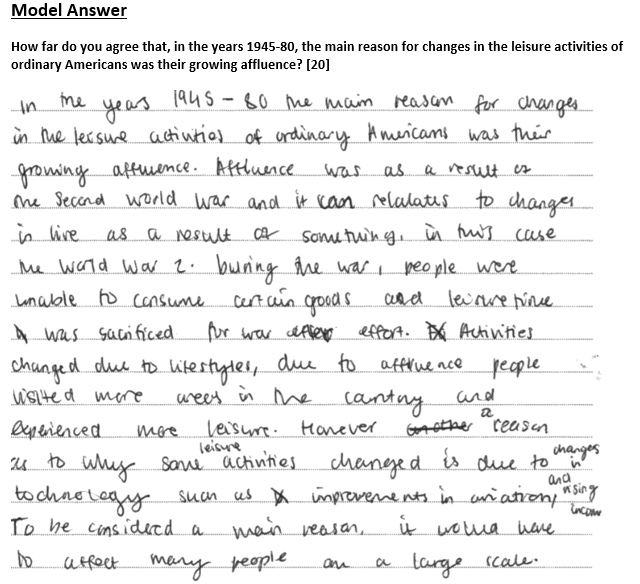 Model Answer
How far do you agree that, in the years 1945-80, the main reason for changes in the leisure activities of
ordinary Americans was their growing affluence? [20]
In the years 1945 - 80 the main reason for changes
in the leisure activities of ordinary Americans was their
growing affluence. Affluence was as a result of
the Second world war and it can relalates to changes
in live as a result of something, in this case
the world War 2. During the war, people were
unable to consume certain goods and leisure time
was sacrificed for war effort. Activities
changed due to lifestyles, due to affluence people
visited more areas in the country and
experienced more leisure. However a reason
as to why some leisure activities changed is due to changes in
technology such as improvements in aviation, and rising income
To be considerd a main reason, it would have
to affect many people on a large scale.